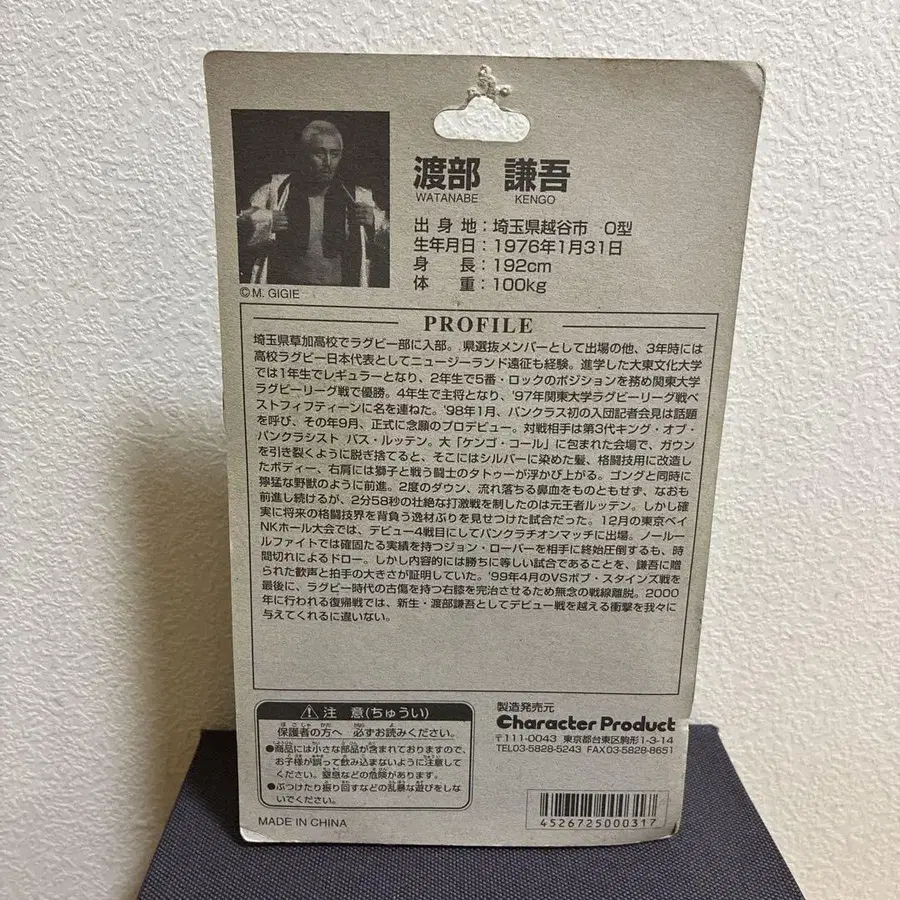 渡部 謙吾
WATANABE KENGO
出身地：埼玉県越谷市 O型
生年月日：1976年1月31日
身長：192cm
体重：100kg
© M. GIGIE
PROFILE
埼玉県草加高校でラグビー部に入部。県選抜メンバーとして出場の他、3年時には
高校ラグビー日本代表としてニュージーランド遠征も経験。進学した大東文化大学
では1年生でレギュラーとなり、2年生で5番・ロックのポジションを務め関東大学
ラグビーリーグ戦で優勝。4年生で主将となり、'97年関東大学ラグビーリーグ戦ベ
ストフィフティーンに名を連ねた。'98年1月、パンクラス初の入団記者会見は話題
を呼び、その年9月、正式に念願のプロデビュー。対戦相手は第3代キング・オブ・
パンクラシスト バス・ルッテン。大「ケンゴ・コール」に包まれた会場で、ガウン
を引き裂くように脱ぎ捨てると、そこにはシルバーに染めた髪、格闘技用に改造し
たボディー、右肩には獅子と戦う闘士のタトゥーが浮かび上がる。ゴングと同時に
獰猛な野獣のように前進。2度のダウン、流れ落ちる鼻血をものともせず、なおも
前進し続けるが、2分58秒の壮絶な打激戦を制したのは元王者ルッテン。しかし確
実に将来の格闘技界を背負う逸材ぶりを見せつけた試合だった。12月の東京ベイ
NKホール大会では、デビュー4戦目にしてパンクラチオンマッチに出場。ノールー
ルファイトでは確固たる実績を持つジョン・ローバーを相手に終始圧倒するも、時
間切れによるドロー。しかし内容的には勝ちに等しい試合であることを、謙吾に贈
られた歓声と拍手の大きさが証明していた。'99年4月のVSボブ・スタインズ戦を
最後に、ラグビー時代の古傷を持つ右膝を完治させるため無念の戦線離脱。2000
年に行われる復帰戦では、新生・渡部謙吾としてデビュー戦を越える衝撃を我々に
与えてくれるに違いない。
注 意(ちゅうい)
保護者の方へ 必ずお読みください。
●商品には小さな部品が含まれておりますので、
お子様が誤って飲み込まないように注意して
ください。窒息などの危険があります。
●ぶつけたり振り回すなどの乱暴な遊びをしな
いでください。
MADE IN CHINA
製造発売元
Character Product
〒111-0043 東京都台東区駒形1-3-14
TEL03-5828-5243 FAX03-5828-8651
4526725000317